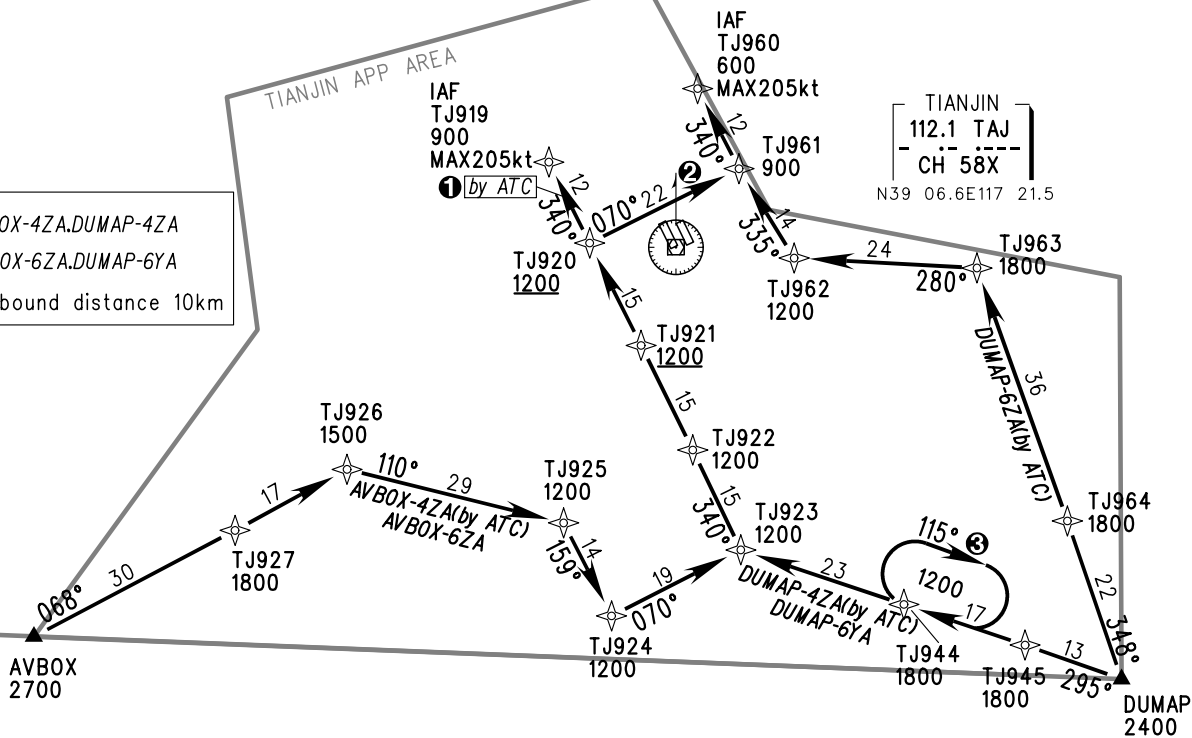 TIANJIN APP AREA
IAF
TJ960
600
MAX205kt
IAF
TJ919
900
MAX205kt
❶ by ATC
12
340°
12
340°
TJ961
900
❷
070° 22
TIANJIN
112.1 TAJ
CH 58X
N39 06.6E117 21.5
OX-4ZA.DUMAP-4ZA
OX-6ZA.DUMAP-6YA
bound distance 10km
TJ920
1200
14
335°
TJ962
1200
24
280°
TJ963
1800
15
TJ921
1200
15
TJ922
1200
15
340°
DUMAP-6ZA(by ATC)
36
TJ926
1500
17
110°
29
AVBOX-4ZA(by ATC)
AVBOX-6ZA
TJ925
1200
14
159°
TJ927
1800
30
068°
AVBOX
2700
TJ923
1200
19
070°
TJ924
1200
23
DUMAP-4ZA(by ATC)
DUMAP-6YA
115° ❸
1200
17
TJ944
1800
TJ964
1800
22
348°
13
295°
TJ945
1800
DUMAP
2400